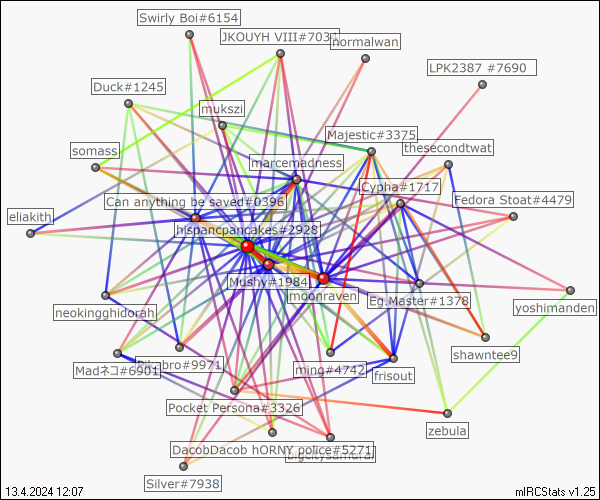 Swirly Boi#6154
JKOUYH VIII#703
normalwan
LPK2387 #7690
Duck#1245
mukszi
Majestic#3375
thesecondtwat
somass
marcemadness
Cypha#1717
Fedora Stoat#4479
Can anything be saved#0396
eliakith
hispancpancakes#2928
Mushy#1984
moonraven
Eg.Master#1378
yoshimanden
neokingghidorah
shawntee9
Madネコ#6901
#9971
ming#4742
frisout
Pocket Persona#3326
zebula
DacobDacob hORNY police#5271
Silver#7938
13.4.2024 12:07
mIRCStats v1.25